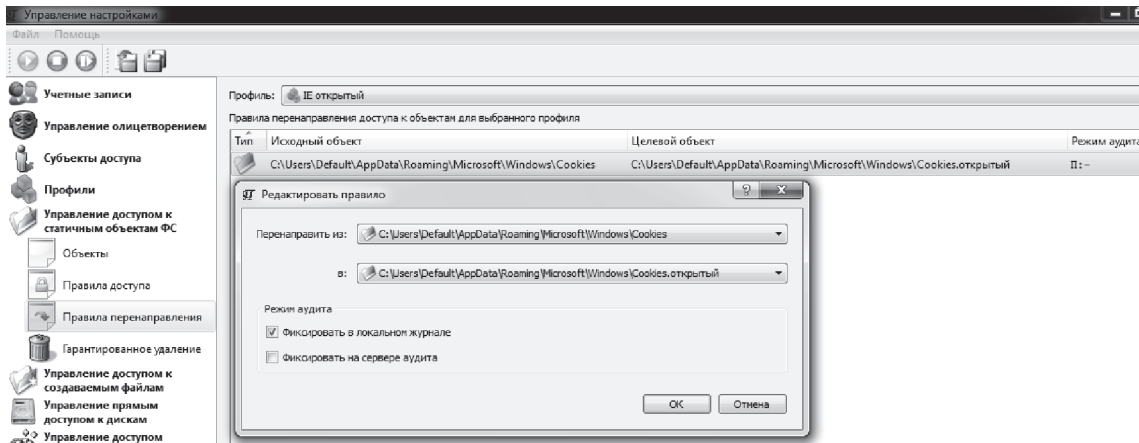 Управление настройками
Файл Помощь
Учетные записи
Управление олицетворением
Субъекты доступа
Профили
Управление доступом к
статичным объектам ФС
Объекты
Правила доступа
Правила перенаправления
Гарантированное удаление
Управление доступом к
создаваемым файлам
Управление прямым
доступом к дискам
Управление доступом
Профиль: IE открытый
Правила перенаправления доступа к объектам для выбранного профиля
Тип Исходный объект Целевой объект Режим аудита
C:\Users\Default\AppData\Roaming\Microsoft\Windows\Cookies C:\Users\Default\AppData\Roaming\Microsoft\Windows\Cookies.открытый П:-
Редактировать правило
Перенаправить из: C:\Users\Default\AppData\Roaming\Microsoft\Windows\Cookies
в: C:\Users\Default\AppData\Roaming\Microsoft\Windows\Cookies.открытый
Режим аудита
Фиксировать в локальном журнале
Фиксировать на сервере аудита
ОК Отмена